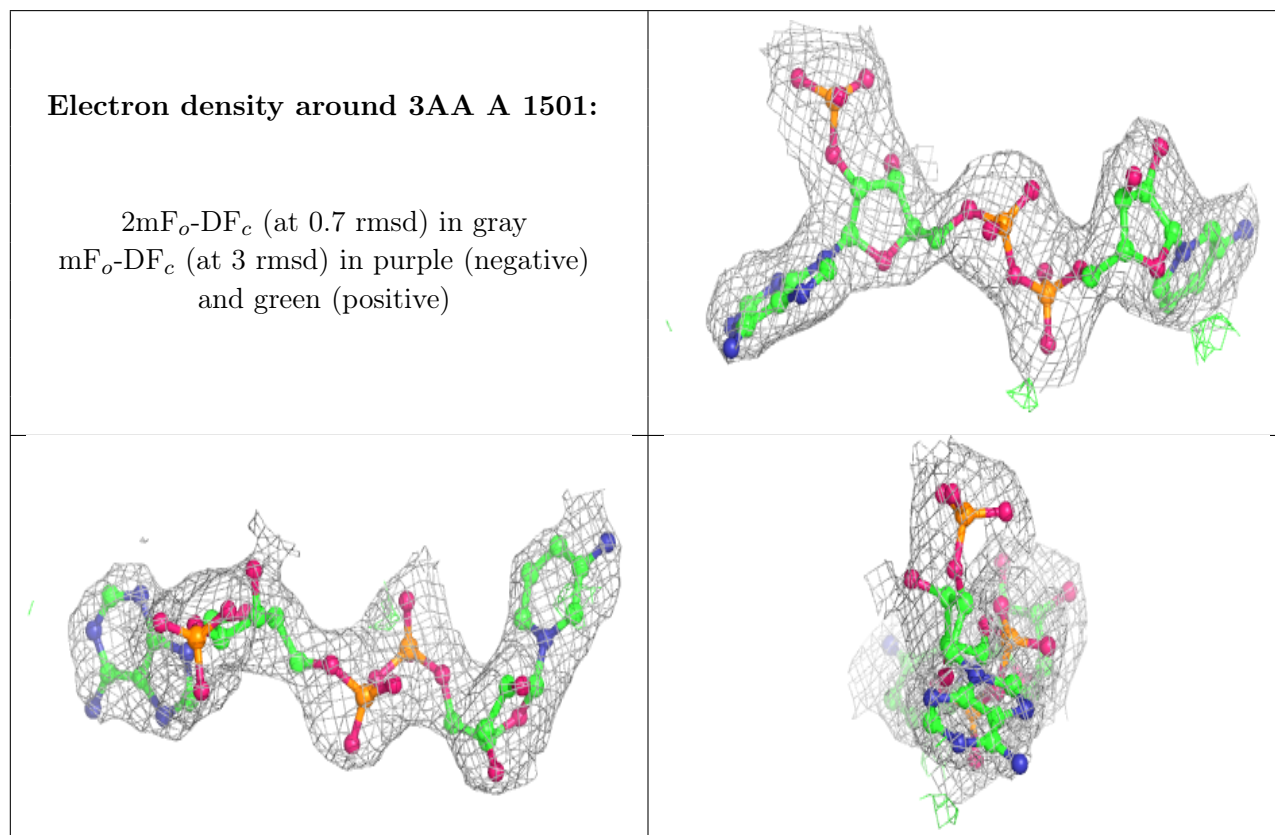 Electron density around 3AA A 1501:
2mFo-DFc (at 0.7 rmsd) in gray
mFo-DFc (at 3 rmsd) in purple (negative)
and green (positive)